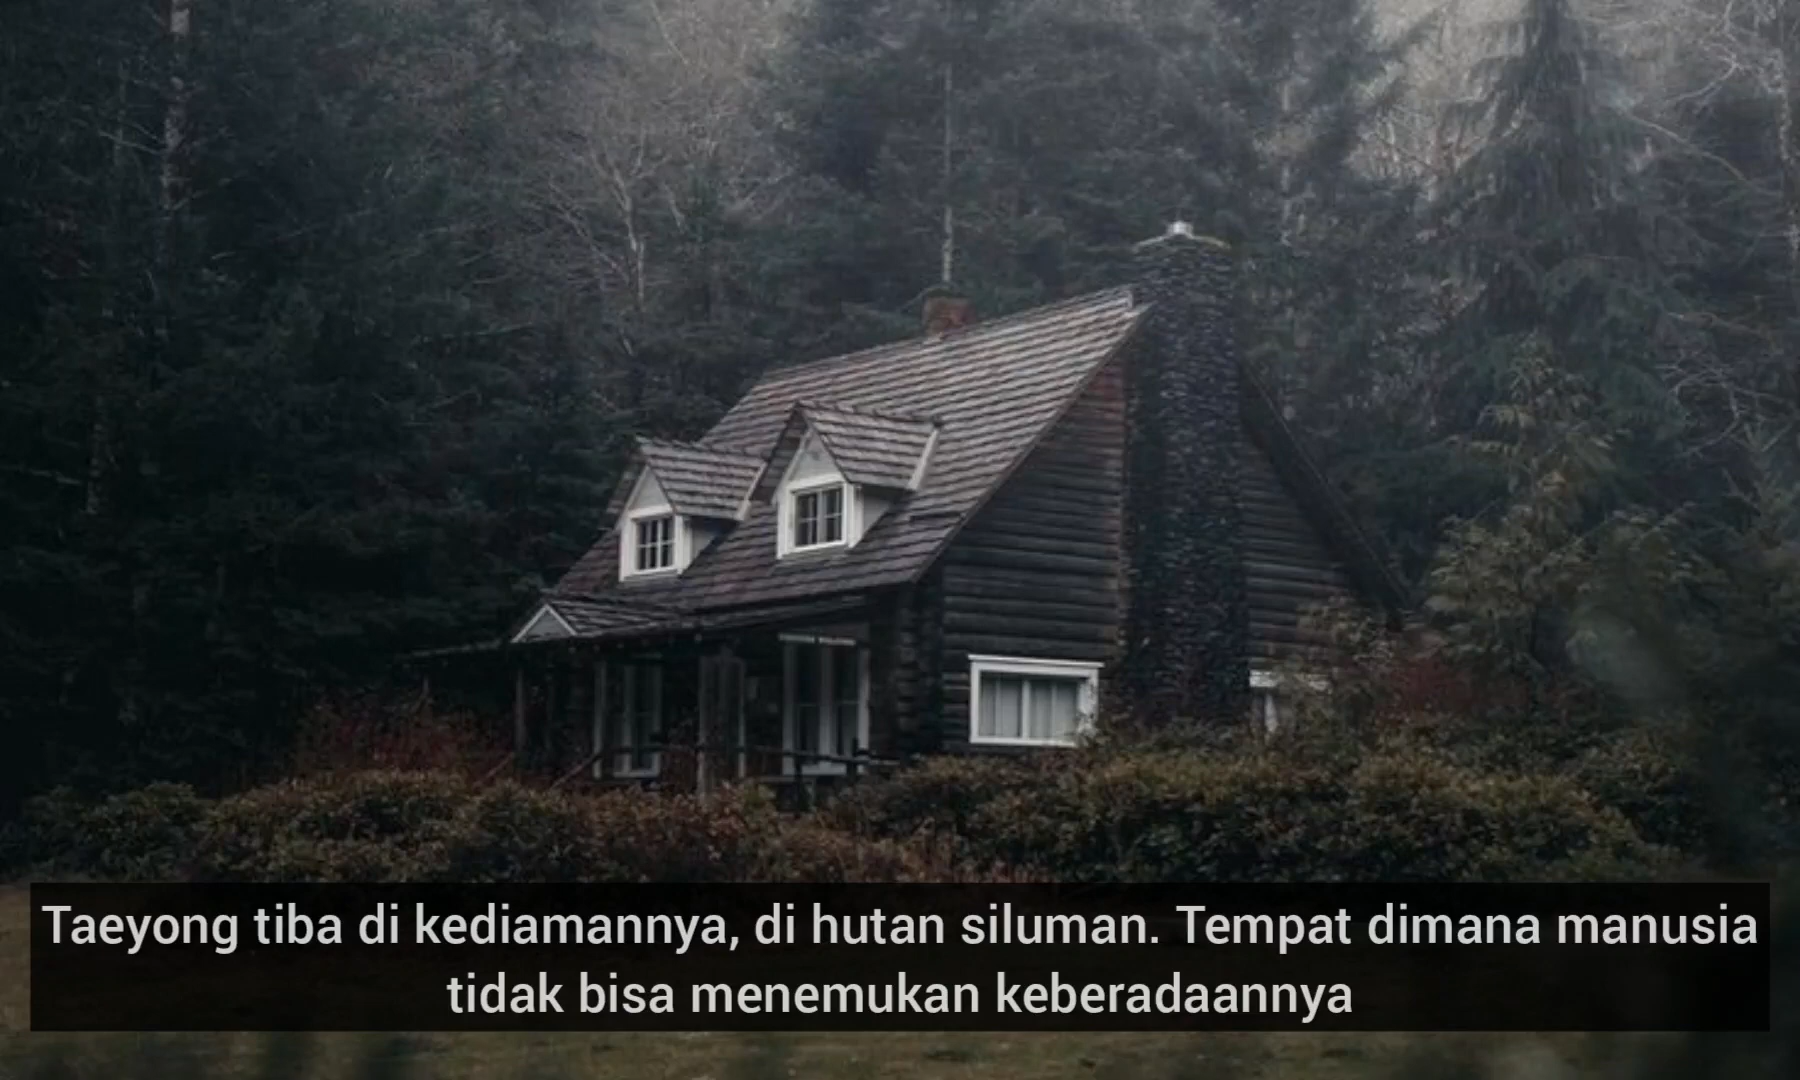 Taeyong tiba di kediamannya, di hutan siluman. Tempat dimana manusia
tidak bisa menemukan keberadaannya